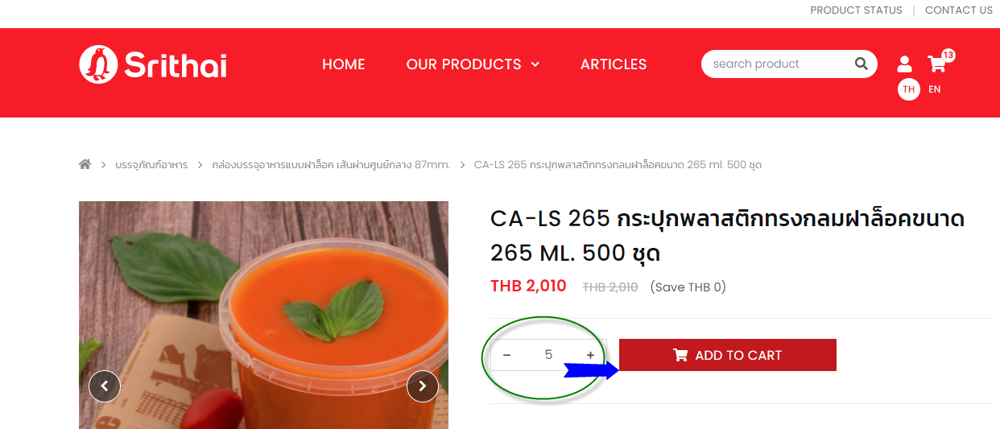 PRODUCT STATUS | CONTACT US
Srithai HOME OUR PRODUCTS ARTICLES search product 13
TH EN
บรรจุภัณฑ์อาหาร > กล่องบรรจุอาหารแบบฝาล็อค เส้นผ่านศูนย์กลาง 87mm. > CA-LS 265 กระปุกพลาสติกทรงกลมฝาล็อคขนาด 265 ml. 500 ชุด
CA-LS 265 กระปุกพลาสติกทรงกลมฝาล็อคขนาด
265 ML. 500 ชุด
THB 2,010 THB 2,010 (Save THB 0)
− 5 + ADD TO CART